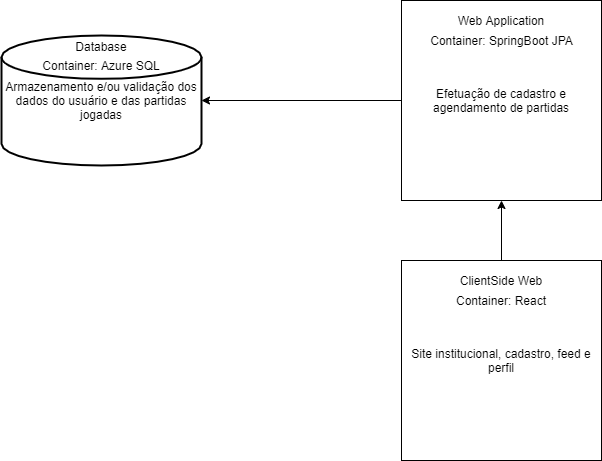 Database
Container: Azure SQL
Armazenamento e/ou validação dos
dados do usuário e das partidas
jogadas
Web Application
Container: SpringBoot JPA
Efetuação de cadastro e
agendamento de partidas
ClientSide Web
Container: React
Site institucional, cadastro, feed e
perfil